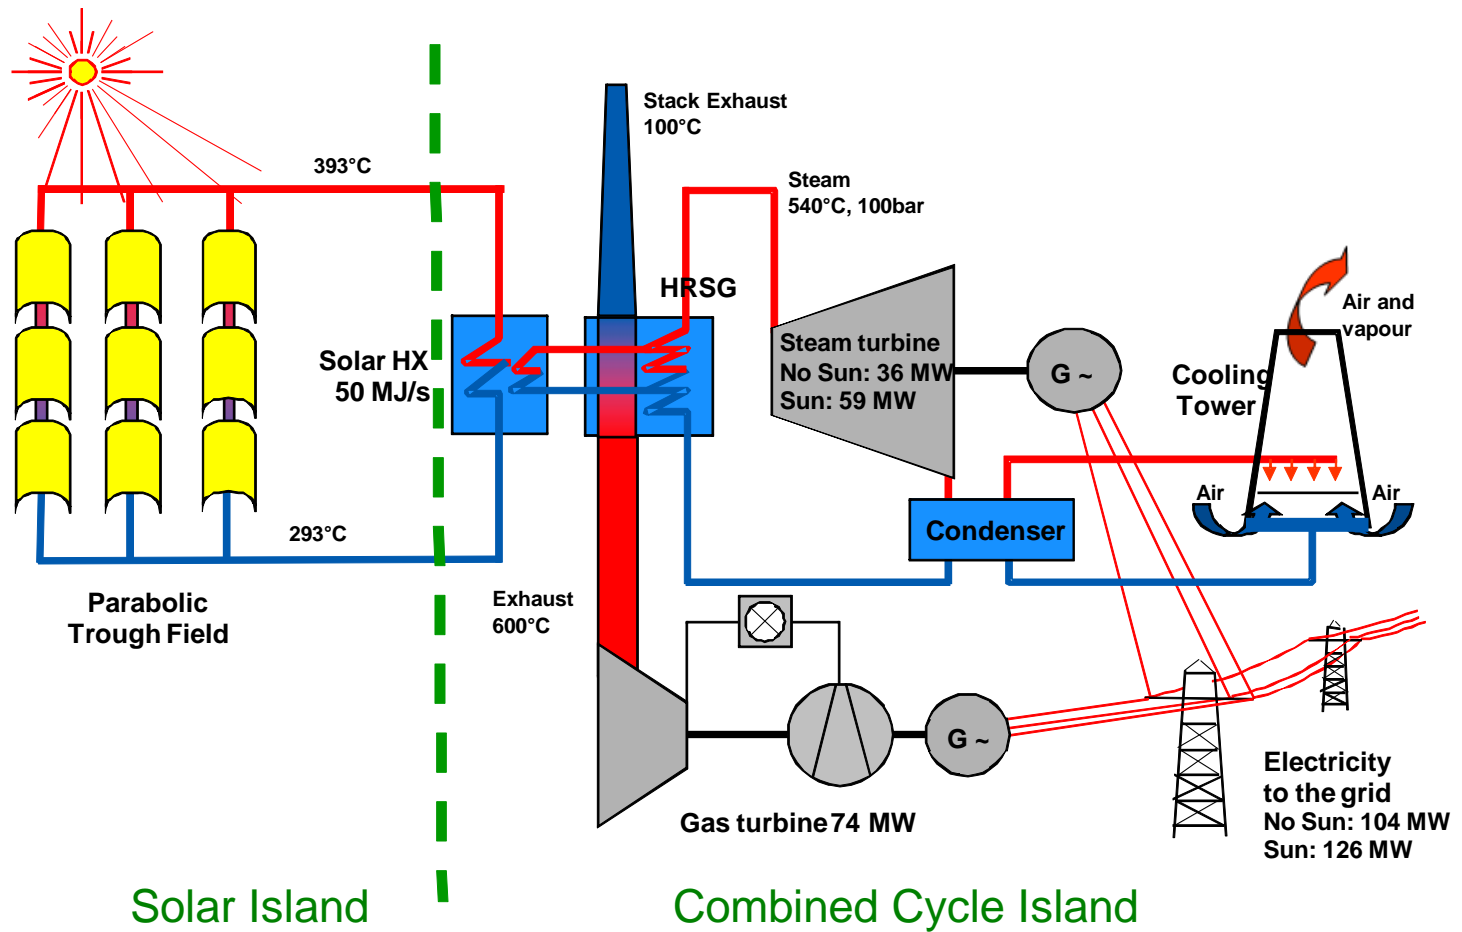 Stack Exhaust
100°C
393°C
Steam
540°C, 100bar
HRSG
Air and
vapour
Solar HX
50 MJ/s
Steam turbine
No Sun: 36 MW
Sun: 59 MW
G ~
Cooling
Tower
Air
Air
Condenser
293°C
Exhaust
600°C
Parabolic
Trough Field
G ~
Gas turbine 74 MW
Electricity
to the grid
No Sun: 104 MW
Sun: 126 MW
Solar Island
Combined Cycle Island